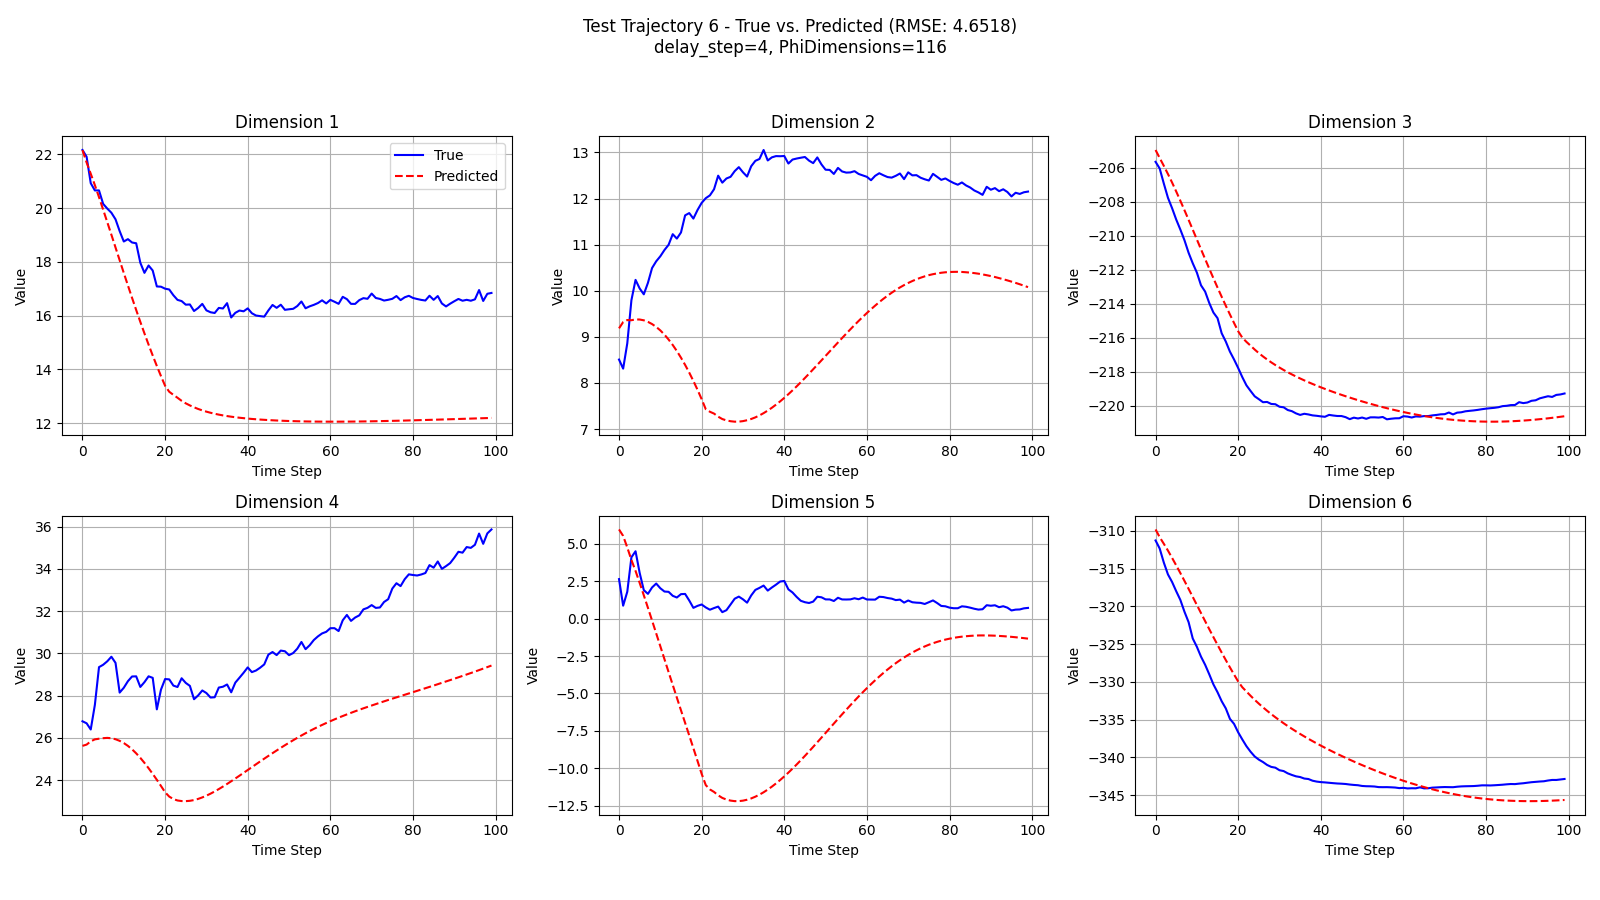 Test Trajectory 6 - True vs. Predicted (RMSE: 4.6518)
delay_step=4, PhiDimensions=116
Dimension 1
True
Predicted
22
20
18
16
14
12
Value
0 20 40 60 80 100
Time Step
Dimension 2
13
12
11
10
9
8
7
Value
0 20 40 60 80 100
Time Step
Dimension 3
−206
−208
−210
−212
−214
−216
−218
−220
Value
0 20 40 60 80 100
Time Step
Dimension 4
36
34
32
30
28
26
24
Value
0 20 40 60 80 100
Time Step
Dimension 5
5.0
2.5
0.0
−2.5
−5.0
−7.5
−10.0
−12.5
Value
0 20 40 60 80 100
Time Step
Dimension 6
−310
−315
−320
−325
−330
−335
−340
−345
Value
0 20 40 60 80 100
Time Step